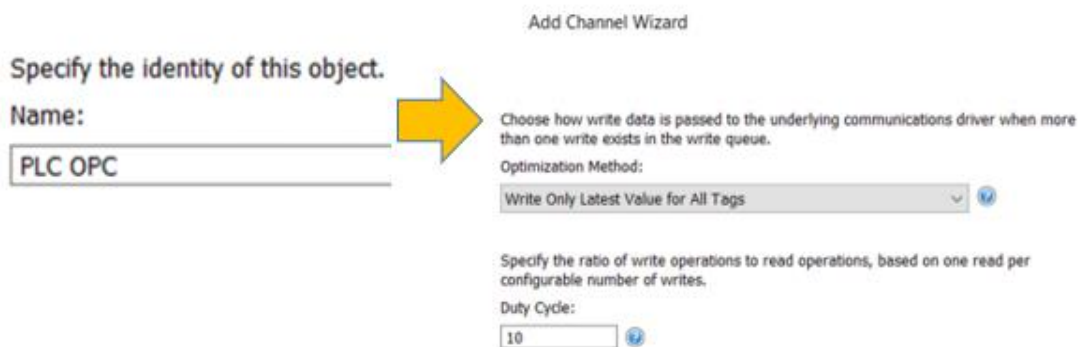 Add Channel Wizard
Specify the identity of this object.
Name:
PLC OPC
Choose how write data is passed to the underlying communications driver when more
than one write exists in the write queue.
Optimization Method:
Write Only Latest Value for All Tags
Specify the ratio of write operations to read operations, based on one read per
configurable number of writes.
Duty Cycle:
10